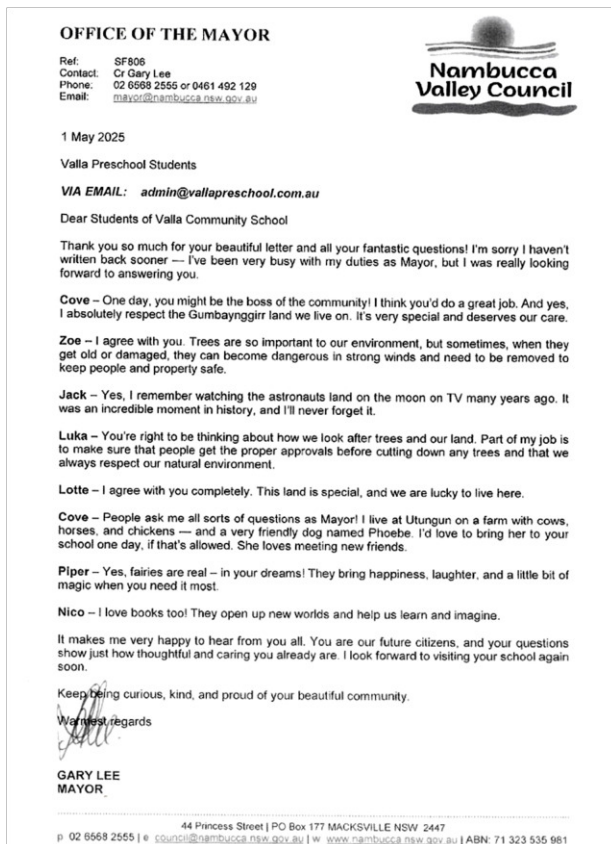 OFFICE OF THE MAYOR
Ref: SF806
Contact: Cr Gary Lee
Phone: 02 6568 2555 or 0461 492 129
Email: mayor@nambucca.nsw.gov.au
Nambucca
Valley Council
1 May 2025
Valla Preschool Students
VIA EMAIL: admin@vallapreschool.com.au
Dear Students of Valla Community School
Thank you so much for your beautiful letter and all your fantastic questions! I'm sorry I haven't
written back sooner — I've been very busy with my duties as Mayor, but I was really looking
forward to answering you.
Cove – One day, you might be the boss of the community! I think you'd do a great job. And yes,
I absolutely respect the Gumbaynggirr land we live on. It's very special and deserves our care.
Zoe – I agree with you. Trees are so important to our environment, but sometimes, when they
get old or damaged, they can become dangerous in strong winds and need to be removed to
keep people and property safe.
Jack – Yes, I remember watching the astronauts land on the moon on TV many years ago. It
was an incredible moment in history, and I'll never forget it.
Luka – You're right to be thinking about how we look after trees and our land. Part of my job is
to make sure that people get the proper approvals before cutting down any trees and that we
always respect our natural environment.
Lotte – I agree with you completely. This land is special, and we are lucky to live here.
Cove – People ask me all sorts of questions as Mayor! I live at Utungun on a farm with cows,
horses, and chickens — and a very friendly dog named Phoebe. I'd love to bring her to your
school one day, if that's allowed. She loves meeting new friends.
Piper – Yes, fairies are real – in your dreams! They bring happiness, laughter, and a little bit of
magic when you need it most.
Nico – I love books too! They open up new worlds and help us learn and imagine.
It makes me very happy to hear from you all. You are our future citizens, and your questions
show just how thoughtful and caring you already are. I look forward to visiting your school again
soon.
Keep being curious, kind, and proud of your beautiful community.
Warmest regards
GARY LEE
MAYOR
44 Princess Street | PO Box 177 MACKSVILLE NSW 2447
p 02 6568 2555 | e council@nambucca.nsw.gov.au | w www.nambucca.nsw.gov.au | ABN: 71 323 535 981